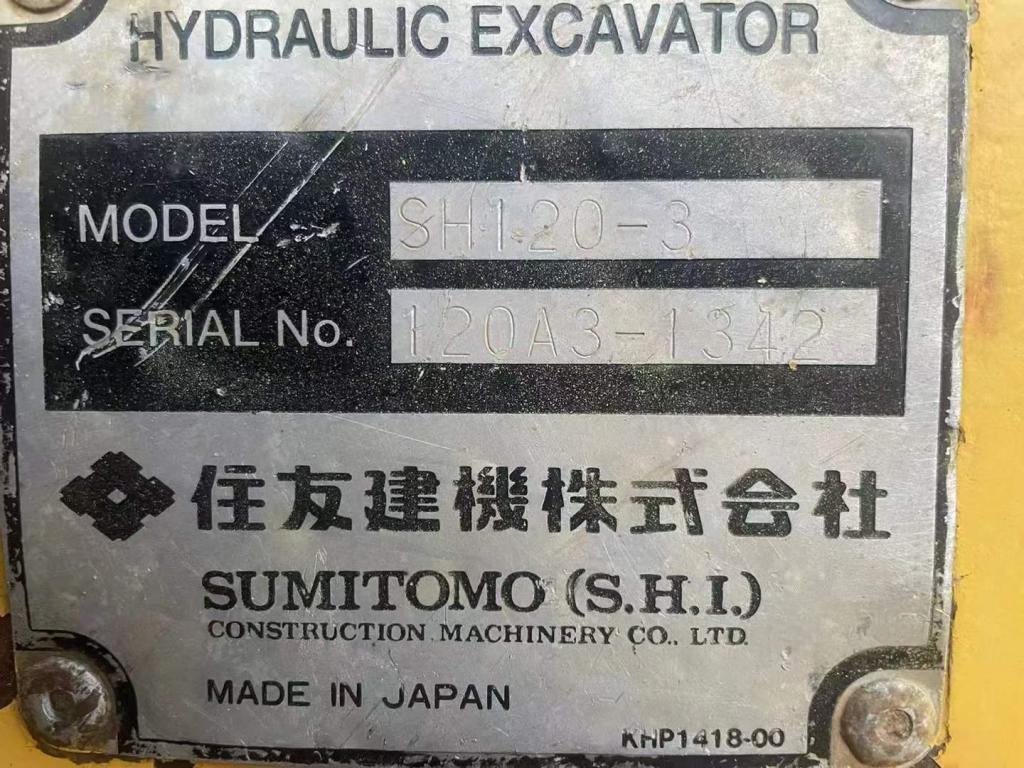 HYDRAULIC EXCAVATOR
MODEL SH120-3
SERIAL No. 120A3-1342
住友建機株式会社
SUMITOMO (S.H.I.)
CONSTRUCTION MACHINERY CO., LTD.
MADE IN JAPAN
KHP1418-00